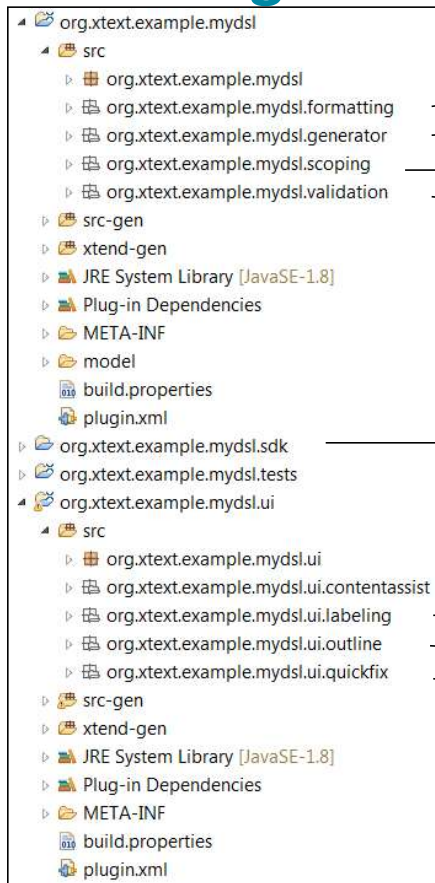 org.xtext.example.mydsl
src
org.xtext.example.mydsl
org.xtext.example.mydsl.formatting
org.xtext.example.mydsl.generator
org.xtext.example.mydsl.scoping
org.xtext.example.mydsl.validation
src-gen
xtend-gen
JRE System Library [JavaSE-1.8]
Plug-in Dependencies
META-INF
model
build.properties
plugin.xml
org.xtext.example.mydsl.sdk
org.xtext.example.mydsl.tests
org.xtext.example.mydsl.ui
src
org.xtext.example.mydsl.ui
org.xtext.example.mydsl.ui.contentassist
org.xtext.example.mydsl.ui.labeling
org.xtext.example.mydsl.ui.outline
org.xtext.example.mydsl.ui.quickfix
src-gen
xtend-gen
JRE System Library [JavaSE-1.8]
Plug-in Dependencies
META-INF
build.properties
plugin.xml